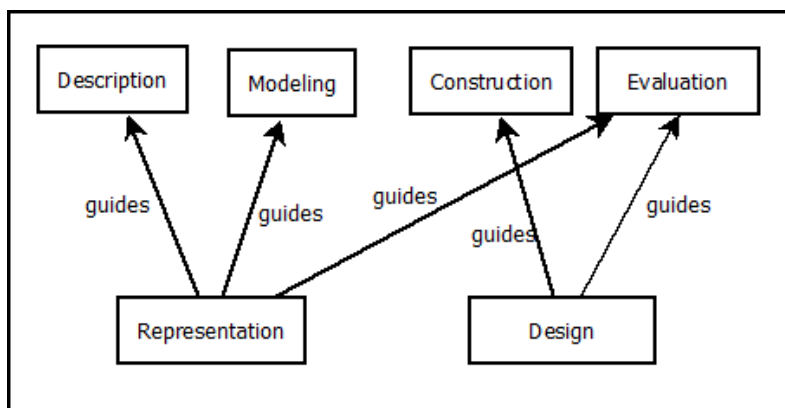 Description
Modeling
Construction
Evaluation
guides
guides
guides
guides
guides
Representation
Design